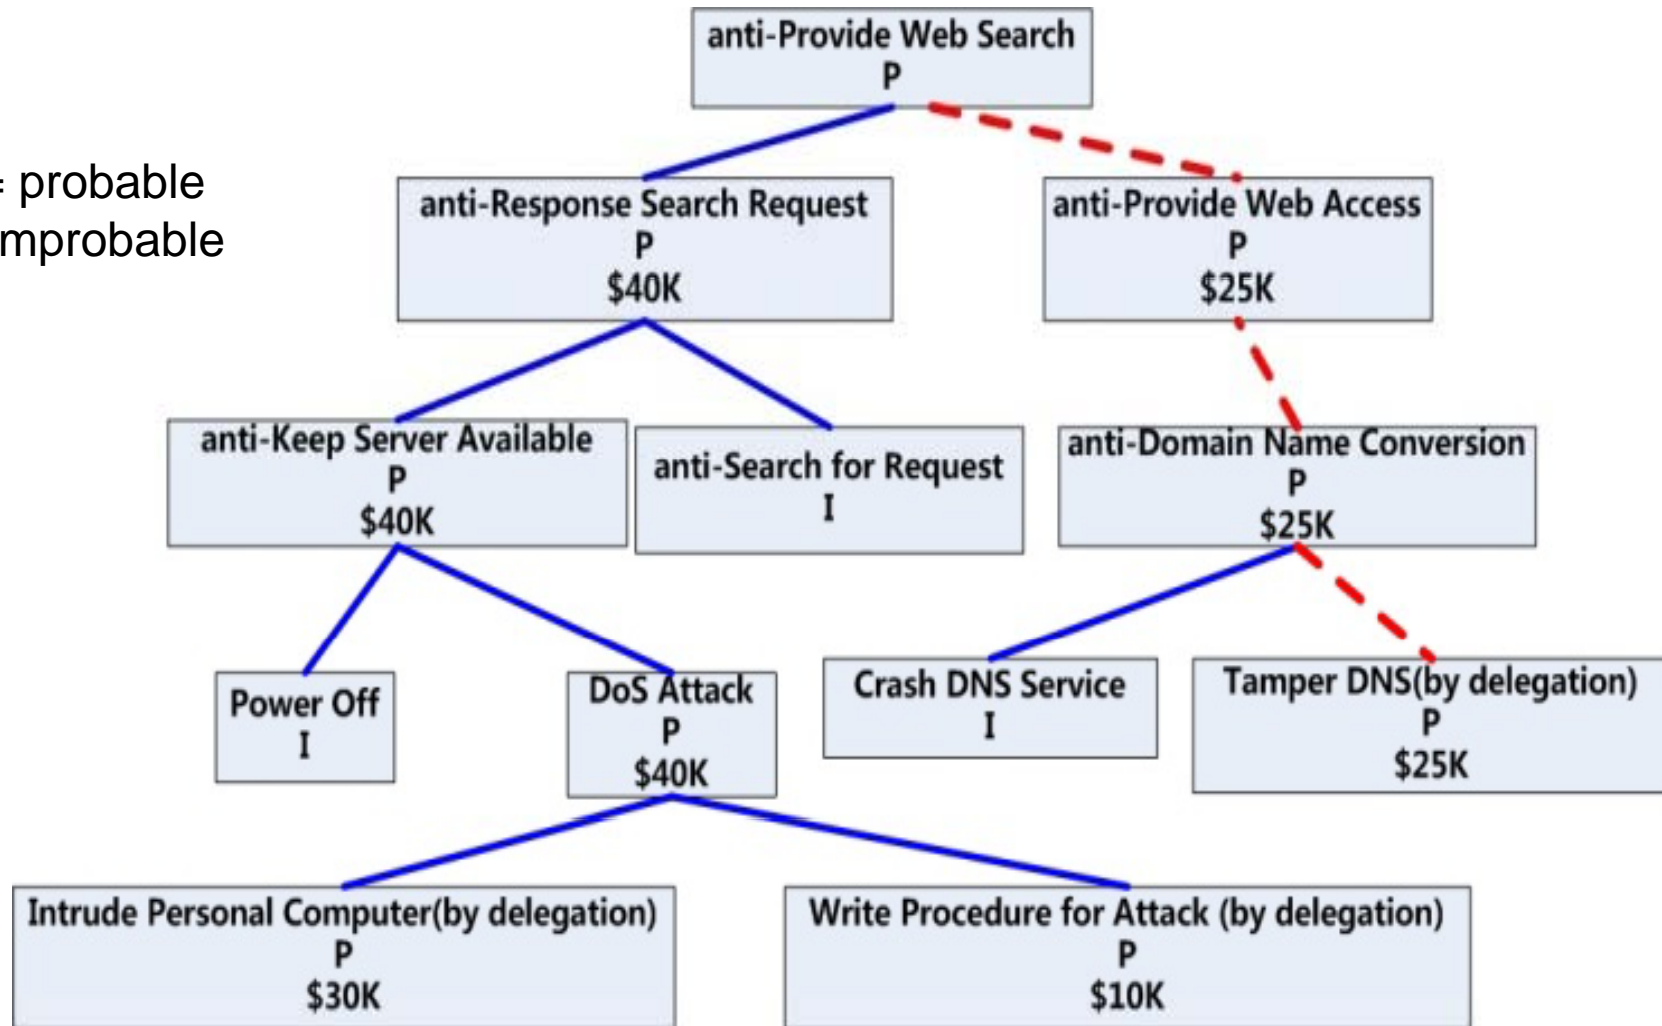 anti-Provide Web Search
P
= probable
improbable
anti-Response Search Request
P
$40K
anti-Provide Web Access
P
$25K
anti-Keep Server Available
P
$40K
anti-Search for Request
I
anti-Domain Name Conversion
P
$25K
Power Off
I
DoS Attack
P
$40K
Crash DNS Service
I
Tamper DNS(by delegation)
P
$25K
Intrude Personal Computer(by delegation)
P
$30K
Write Procedure for Attack (by delegation)
P
$10K